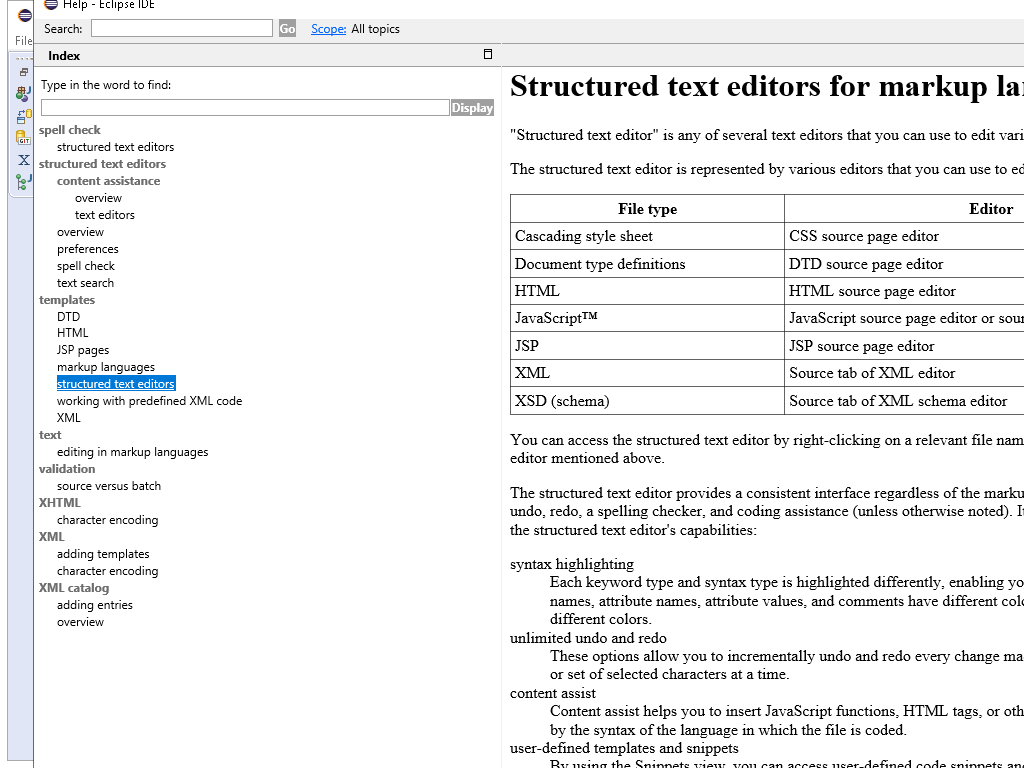 Help - Eclipse IDE
File
Search:
Go
Scope: All topics
Index
Type in the word to find:
Display
spell check
structured text editors
structured text editors
content assistance
overview
text editors
overview
preferences
spell check
text search
templates
DTD
HTML
JSP pages
markup languages
structured text editors
working with predefined XML code
XML
text
editing in markup languages
validation
source versus batch
XHTML
character encoding
XML
adding templates
character encoding
XML catalog
adding entries
overview
GIT
Structured text editors for markup la
"Structured text editor" is any of several text editors that you can use to edit vari
The structured text editor is represented by various editors that you can use to ed
File type Editor
Cascading style sheet CSS source page editor
Document type definitions DTD source page editor
HTML HTML source page editor
JavaScript™ JavaScript source page editor or sour
JSP JSP source page editor
XML Source tab of XML editor
XSD (schema) Source tab of XML schema editor
You can access the structured text editor by right-clicking on a relevant file nam
editor mentioned above.
The structured text editor provides a consistent interface regardless of the marku
undo, redo, a spelling checker, and coding assistance (unless otherwise noted). It
the structured text editor's capabilities:
syntax highlighting
Each keyword type and syntax type is highlighted differently, enabling yo
names, attribute names, attribute values, and comments have different colo
different colors.
unlimited undo and redo
These options allow you to incrementally undo and redo every change ma
or set of selected characters at a time.
content assist
Content assist helps you to insert JavaScript functions, HTML tags, or oth
by the syntax of the language in which the file is coded.
user-defined templates and snippets
By using the Snippets view, you can access user-defined code snippets and